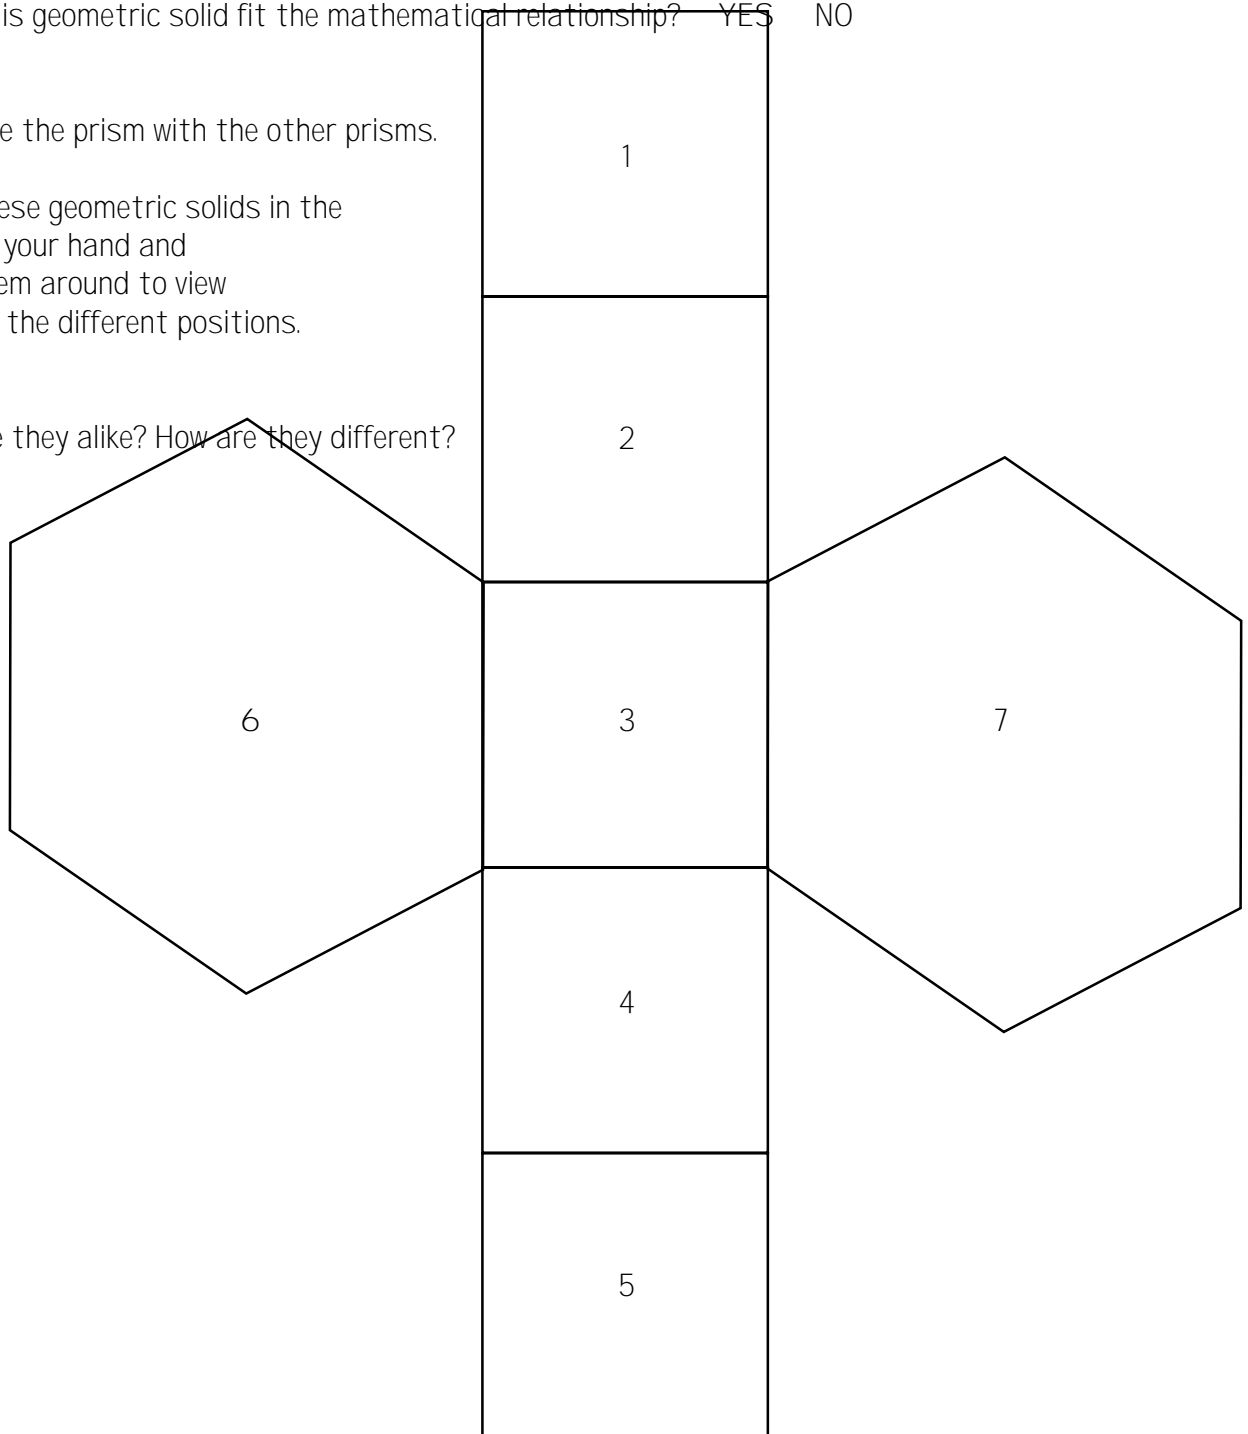 is geometric solid fit the mathematical relationship? YES NO
e the prism with the other prisms.
1
ese geometric solids in the
your hand and
em around to view
the different positions.
e they alike? How are they different?
2
6
3
7
4
5